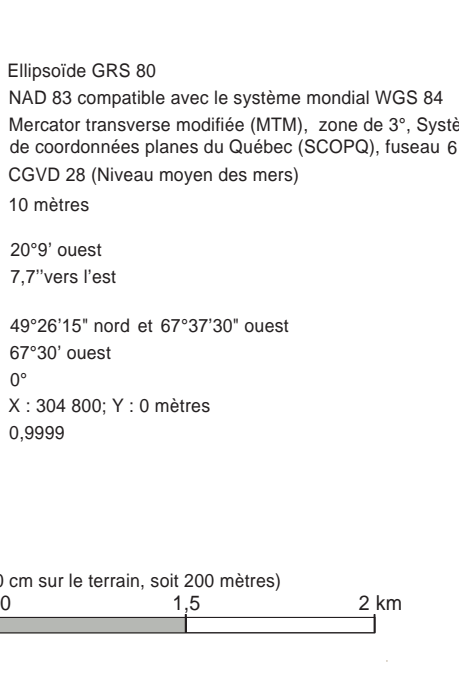 Ellipsoïde GRS 80
NAD 83 compatible avec le système mondial WGS 84
Mercator transverse modifiée (MTM), zone de 3°, Systè
de coordonnées planes du Québec (SCOPQ), fuseau 6
CGVD 28 (Niveau moyen des mers)
10 mètres
20°9’ ouest
7,7’’vers l’est
49°26’15" nord et 67°37’30" ouest
67°30’ ouest
0°
X : 304 800; Y : 0 mètres
0,9999
0 cm sur le terrain, soit 200 mètres)
0 1,5 2 km